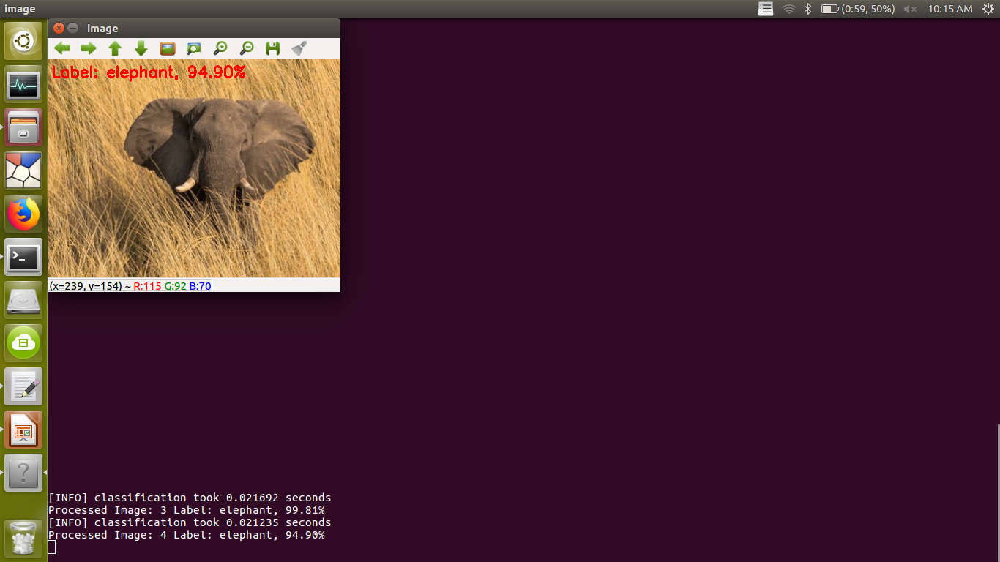 image
(0:59, 50%) 10:15 AM
image
Label: elephant, 94.90%
(x=239, y=154) ~ R:115 G:92 B:70
[INFO] classification took 0.021692 seconds
Processed Image: 3 Label: elephant, 99.81%
[INFO] classification took 0.021235 seconds
Processed Image: 4 Label: elephant, 94.90%